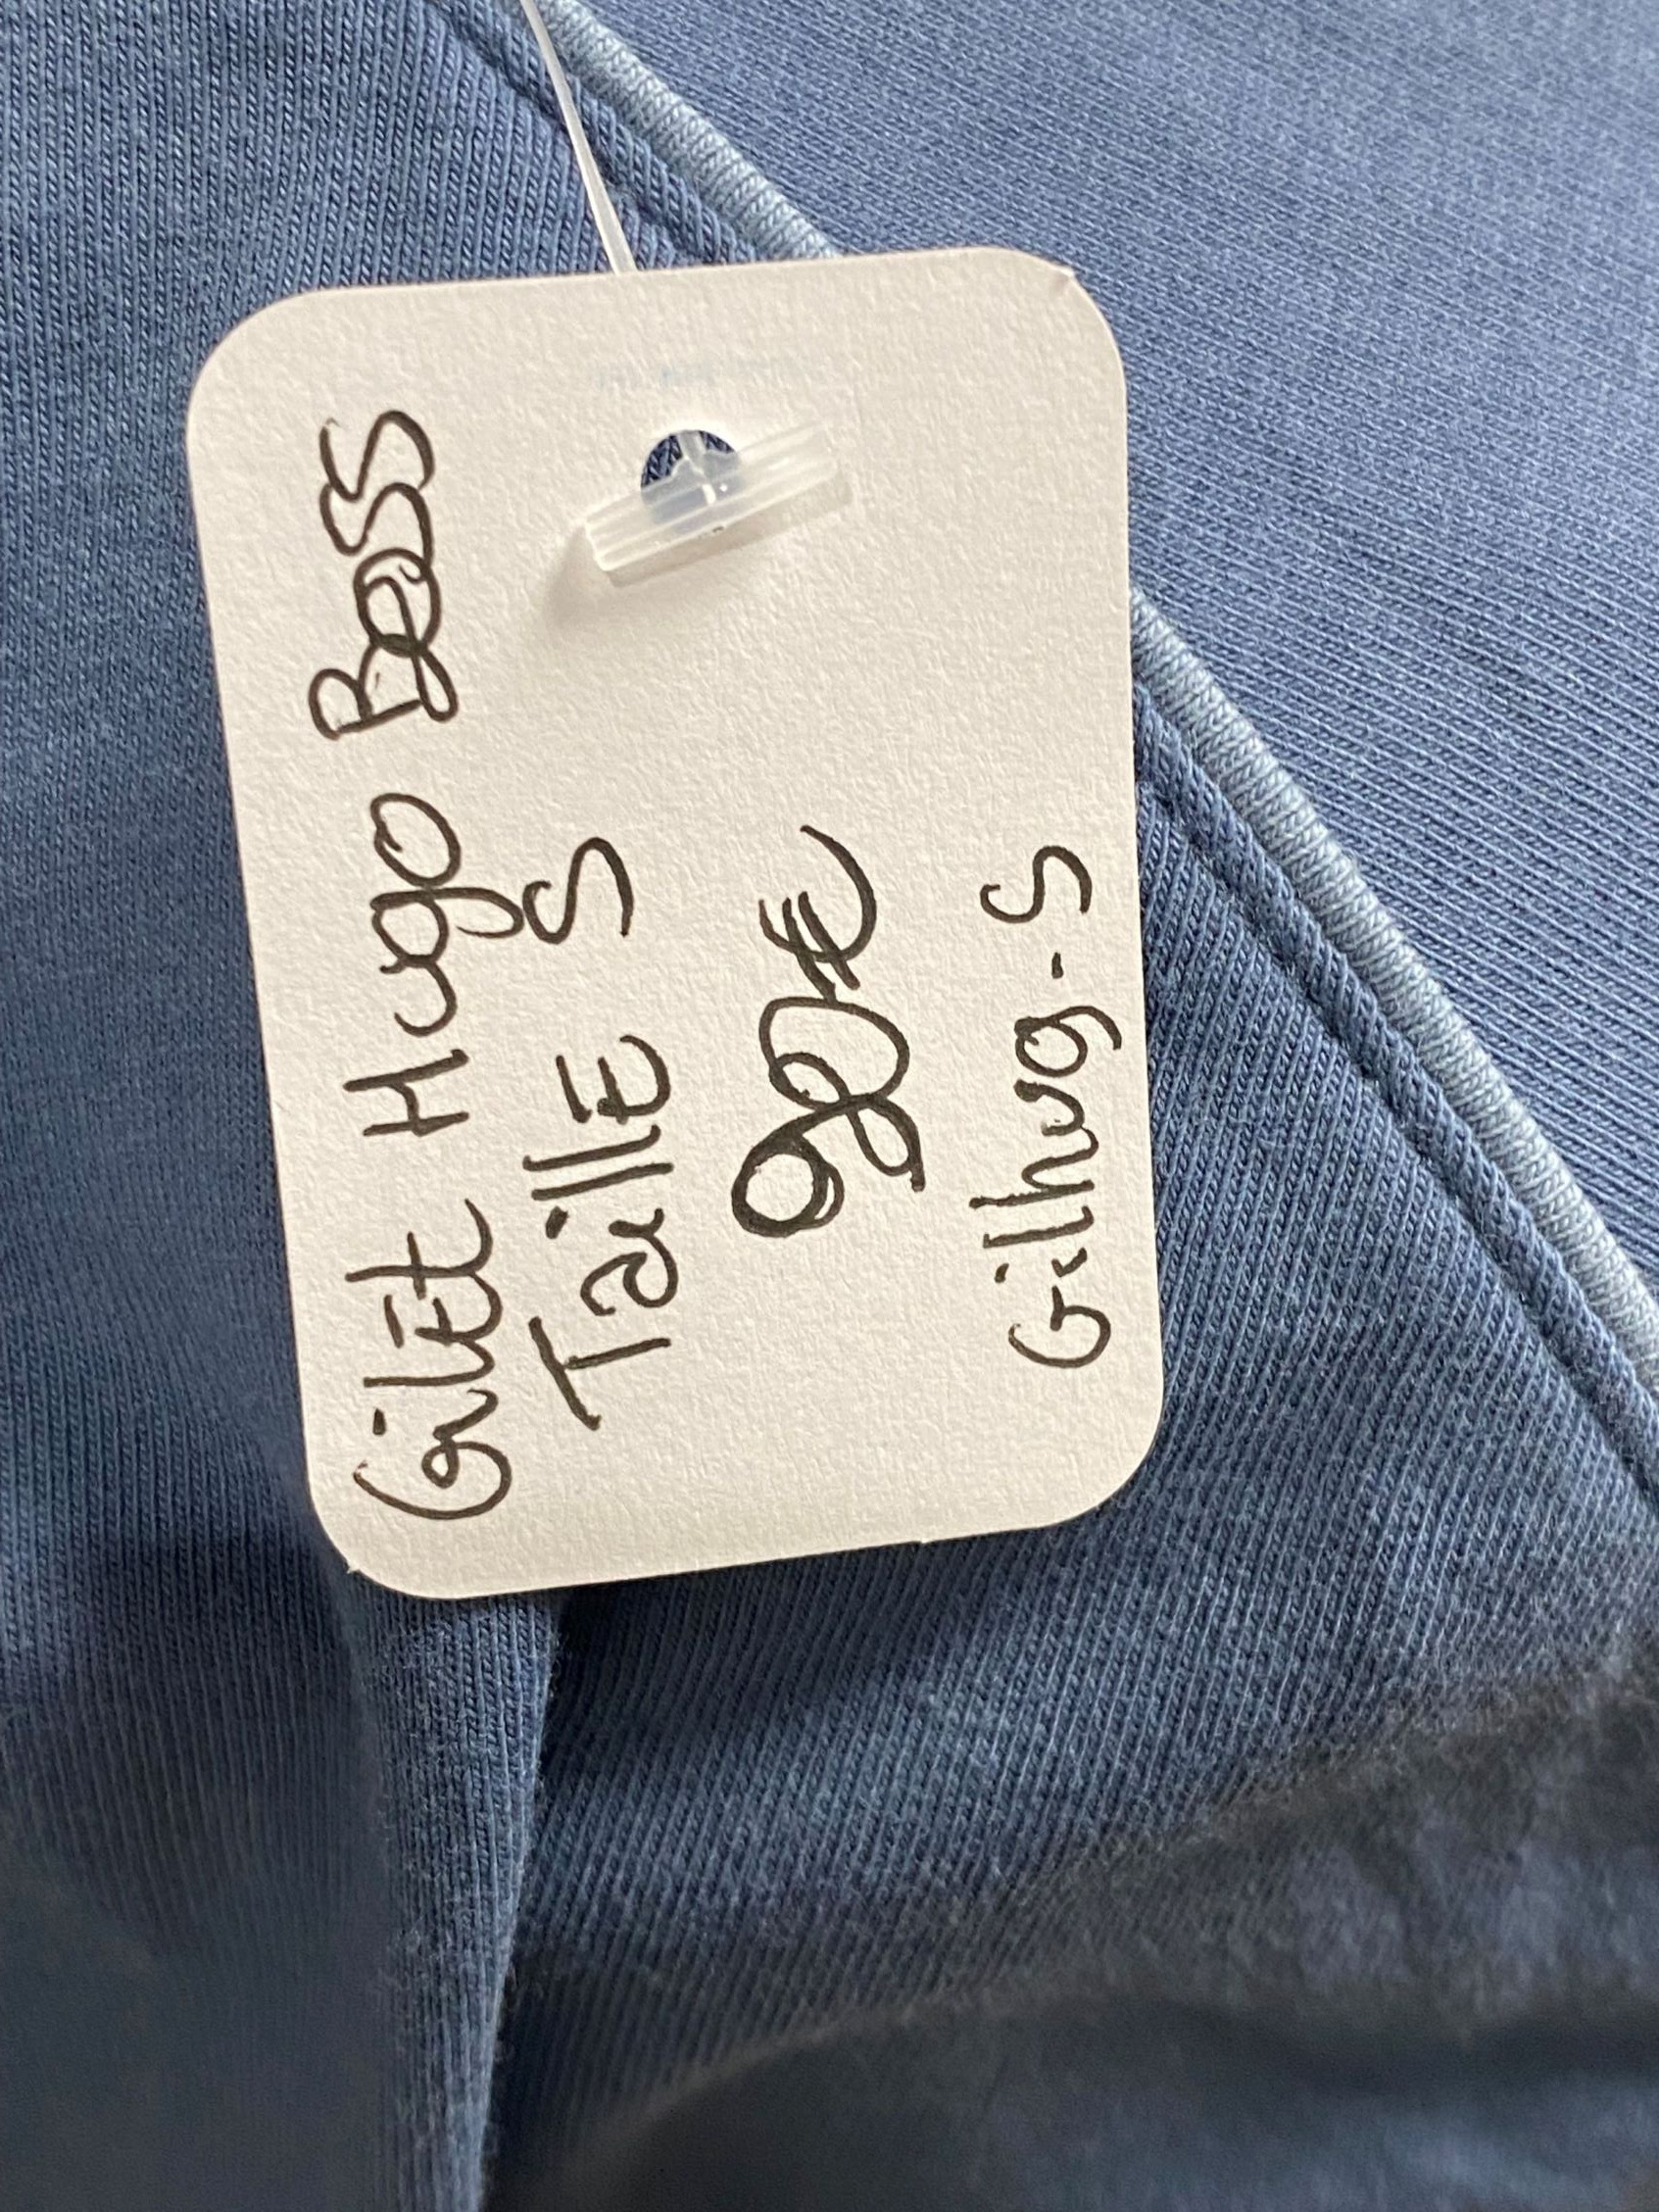 Gilet Hugo Boss
Taille S
90€
Gilhug-S